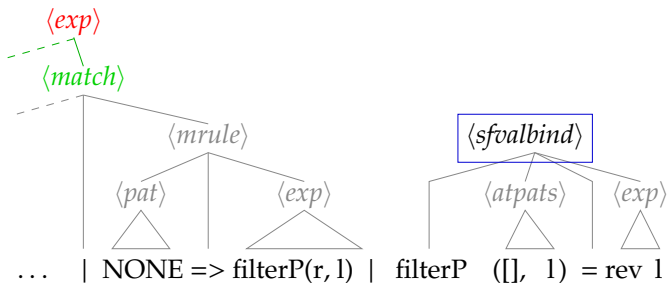 ⟨exp⟩
⟨match⟩
⟨mrule⟩ ⟨sfvalbind⟩
⟨pat⟩ ⟨exp⟩ ⟨atpats⟩ ⟨exp⟩
... | NONE => filterP(r, l) | filterP ([], l) = rev l